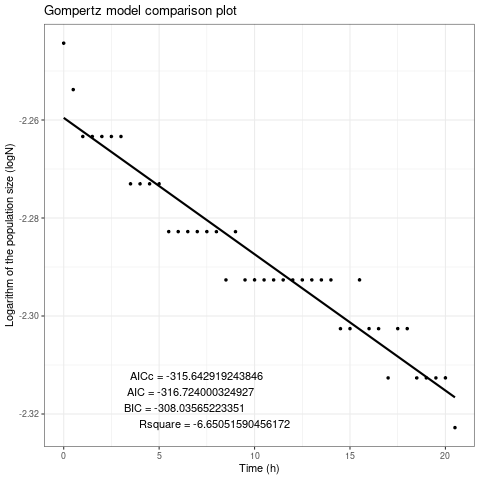 Gompertz model comparison plot
Logarithm of the population size (logN)
-2.26
-2.28
-2.30
-2.32
AICc = -315.642919243846
AIC = -316.724000324927
BIC = -308.03565223351
Rsquare = -6.65051590456172
0 5 10 15 20
Time (h)